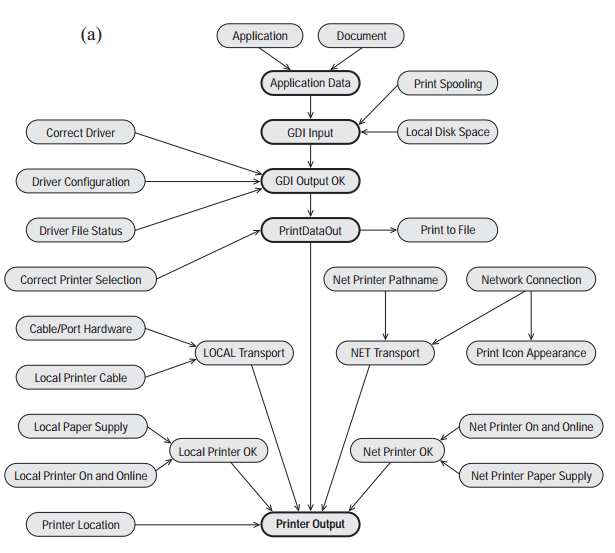 (a)
Application
Document
Application Data
Print Spooling
Correct Driver
GDI Input
Local Disk Space
Driver Configuration
GDI Output OK
Driver File Status
PrintDataOut
Print to File
Correct Printer Selection
Net Printer Pathname
Network Connection
Cable/Port Hardware
LOCAL Transport
NET Transport
Print Icon Appearance
Local Printer Cable
Local Paper Supply
Net Printer On and Online
Local Printer OK
Net Printer OK
Local Printer On and Online
Net Printer Paper Supply
Printer Location
Printer Output